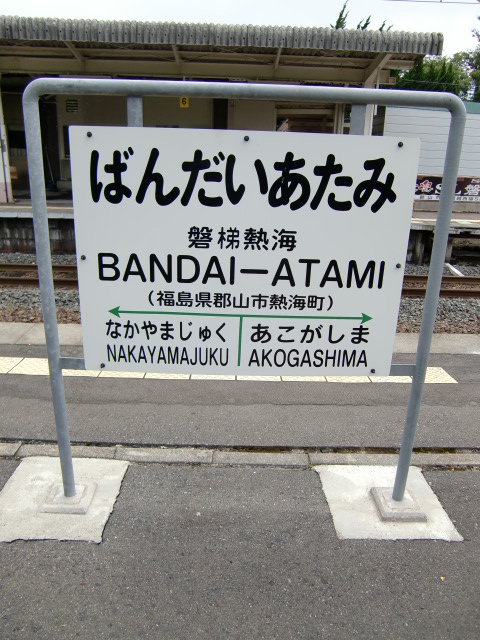 6
ばんだいあたみ
磐梯熱海
BANDAI–ATAMI
(福島県郡山市熱海町)
なかやまじゅく あこがしま
NAKAYAMAJUKU AKOGASHIMA